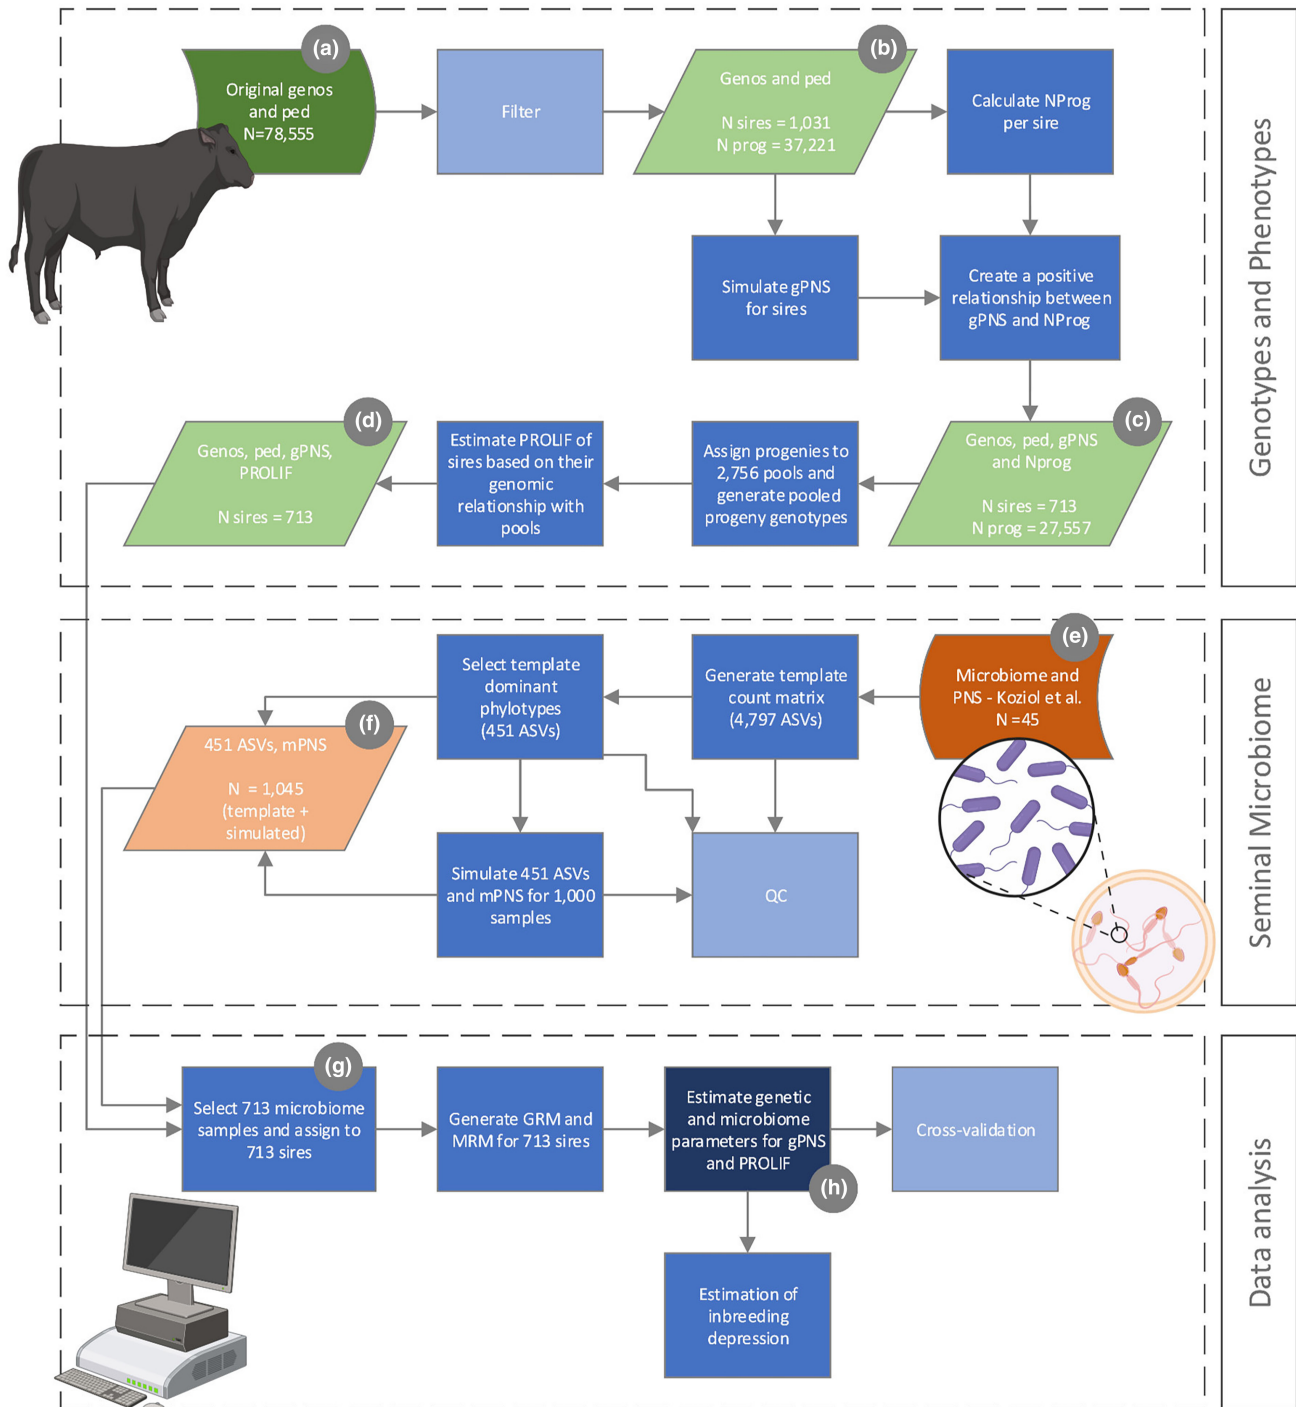 (a)
Original genos
and ped
N=78,555
Filter
(b)
Genos and ped
N sires = 1,031
N prog = 37,221
Calculate NProg
per sire
Simulate gPNS
for sires
Create a positive
relationship between
gPNS and NProg
(c)
Genos, ped, gPNS
and Nprog
N sires = 713
N prog = 27,557
Assign progenies to
2,756 pools and
generate pooled
progeny genotypes
Estimate PROLIF of
sires based on their
genomic
relationship with
pools
(d)
Genos, ped, gPNS,
PROLIF
N sires = 713
Genotypes and Phenotypes
(e)
Microbiome and
PNS - Koziol et al.
N =45
Generate template
count matrix
(4,797 ASVs)
Select template
dominant
phylotypes
(451 ASVs)
(f)
451 ASVs, mPNS
N = 1,045
(template +
simulated)
Simulate 451 ASVs
and mPNS for 1,000
samples
QC
Seminal Microbiome
(g)
Select 713 microbiome
samples and assign to
713 sires
Generate GRM and
MRM for 713 sires
Estimate genetic
and microbiome
parameters for gPNS
and PROLIF
(h)
Cross-validation
Estimation of
inbreeding
depression
Data analysis